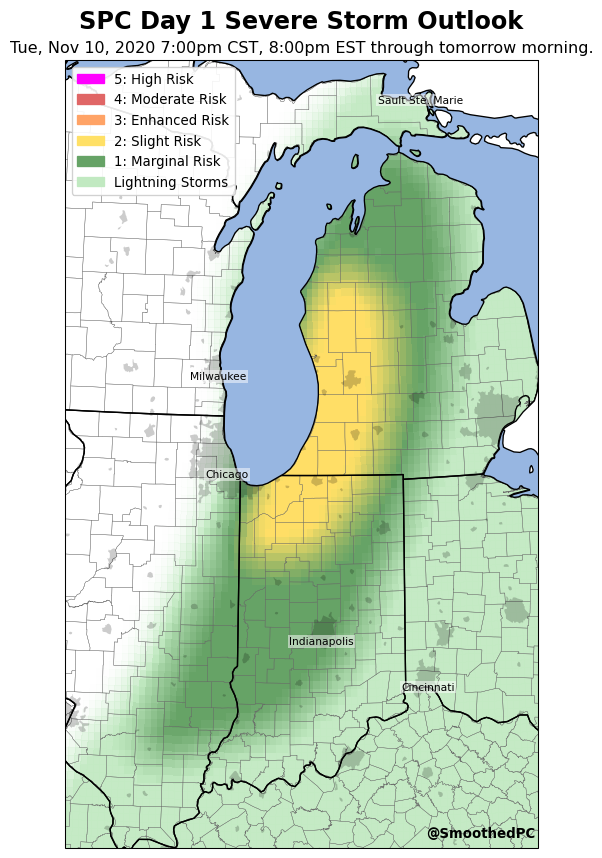 SPC Day 1 Severe Storm Outlook
Tue, Nov 10, 2020 7:00pm CST, 8:00pm EST through tomorrow morning.
5: High Risk
4: Moderate Risk
3: Enhanced Risk
2: Slight Risk
1: Marginal Risk
Lightning Storms
Sault Ste. Marie
Milwaukee
Chicago
Indianapolis
Cincinnati
@SmoothedPC